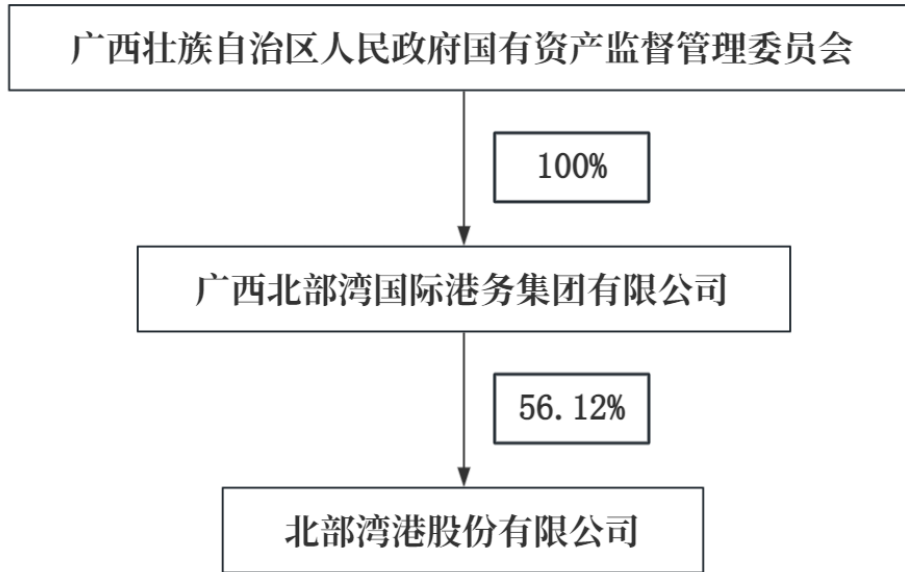 广西壮族自治区人民政府国有资产监督管理委员会
100%
广西北部湾国际港务集团有限公司
56.12%
北部湾港股份有限公司